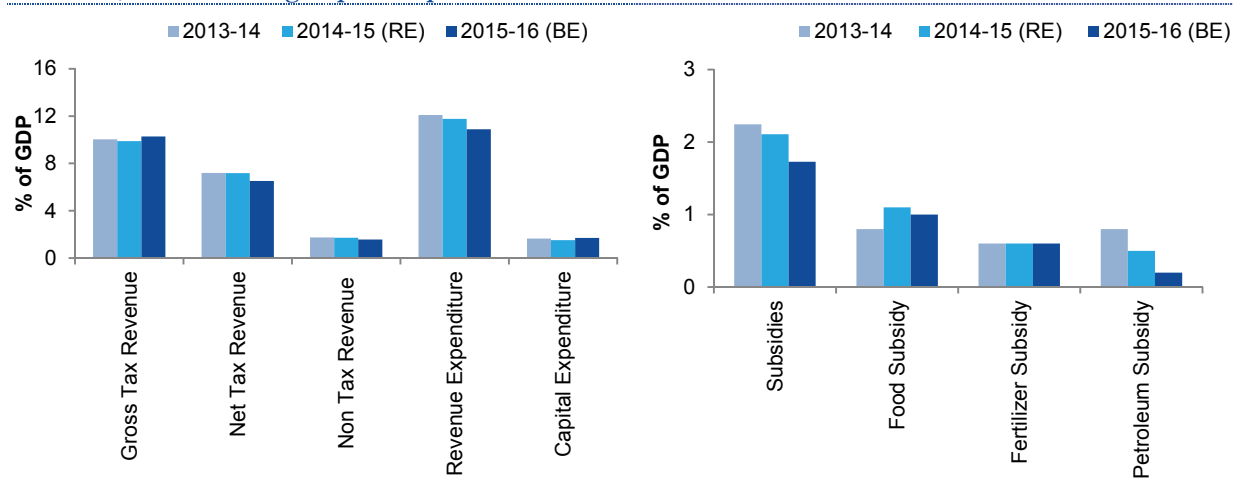 2013-14 2014-15 (RE) 2015-16 (BE)
16
12
8
4
0
% of GDP
Gross Tax Revenue
Net Tax Revenue
Non Tax Revenue
Revenue Expenditure
Capital Expenditure
2013-14 2014-15 (RE) 2015-16 (BE)
3
2
1
0
% of GDP
Subsidies
Food Subsidy
Fertilizer Subsidy
Petroleum Subsidy